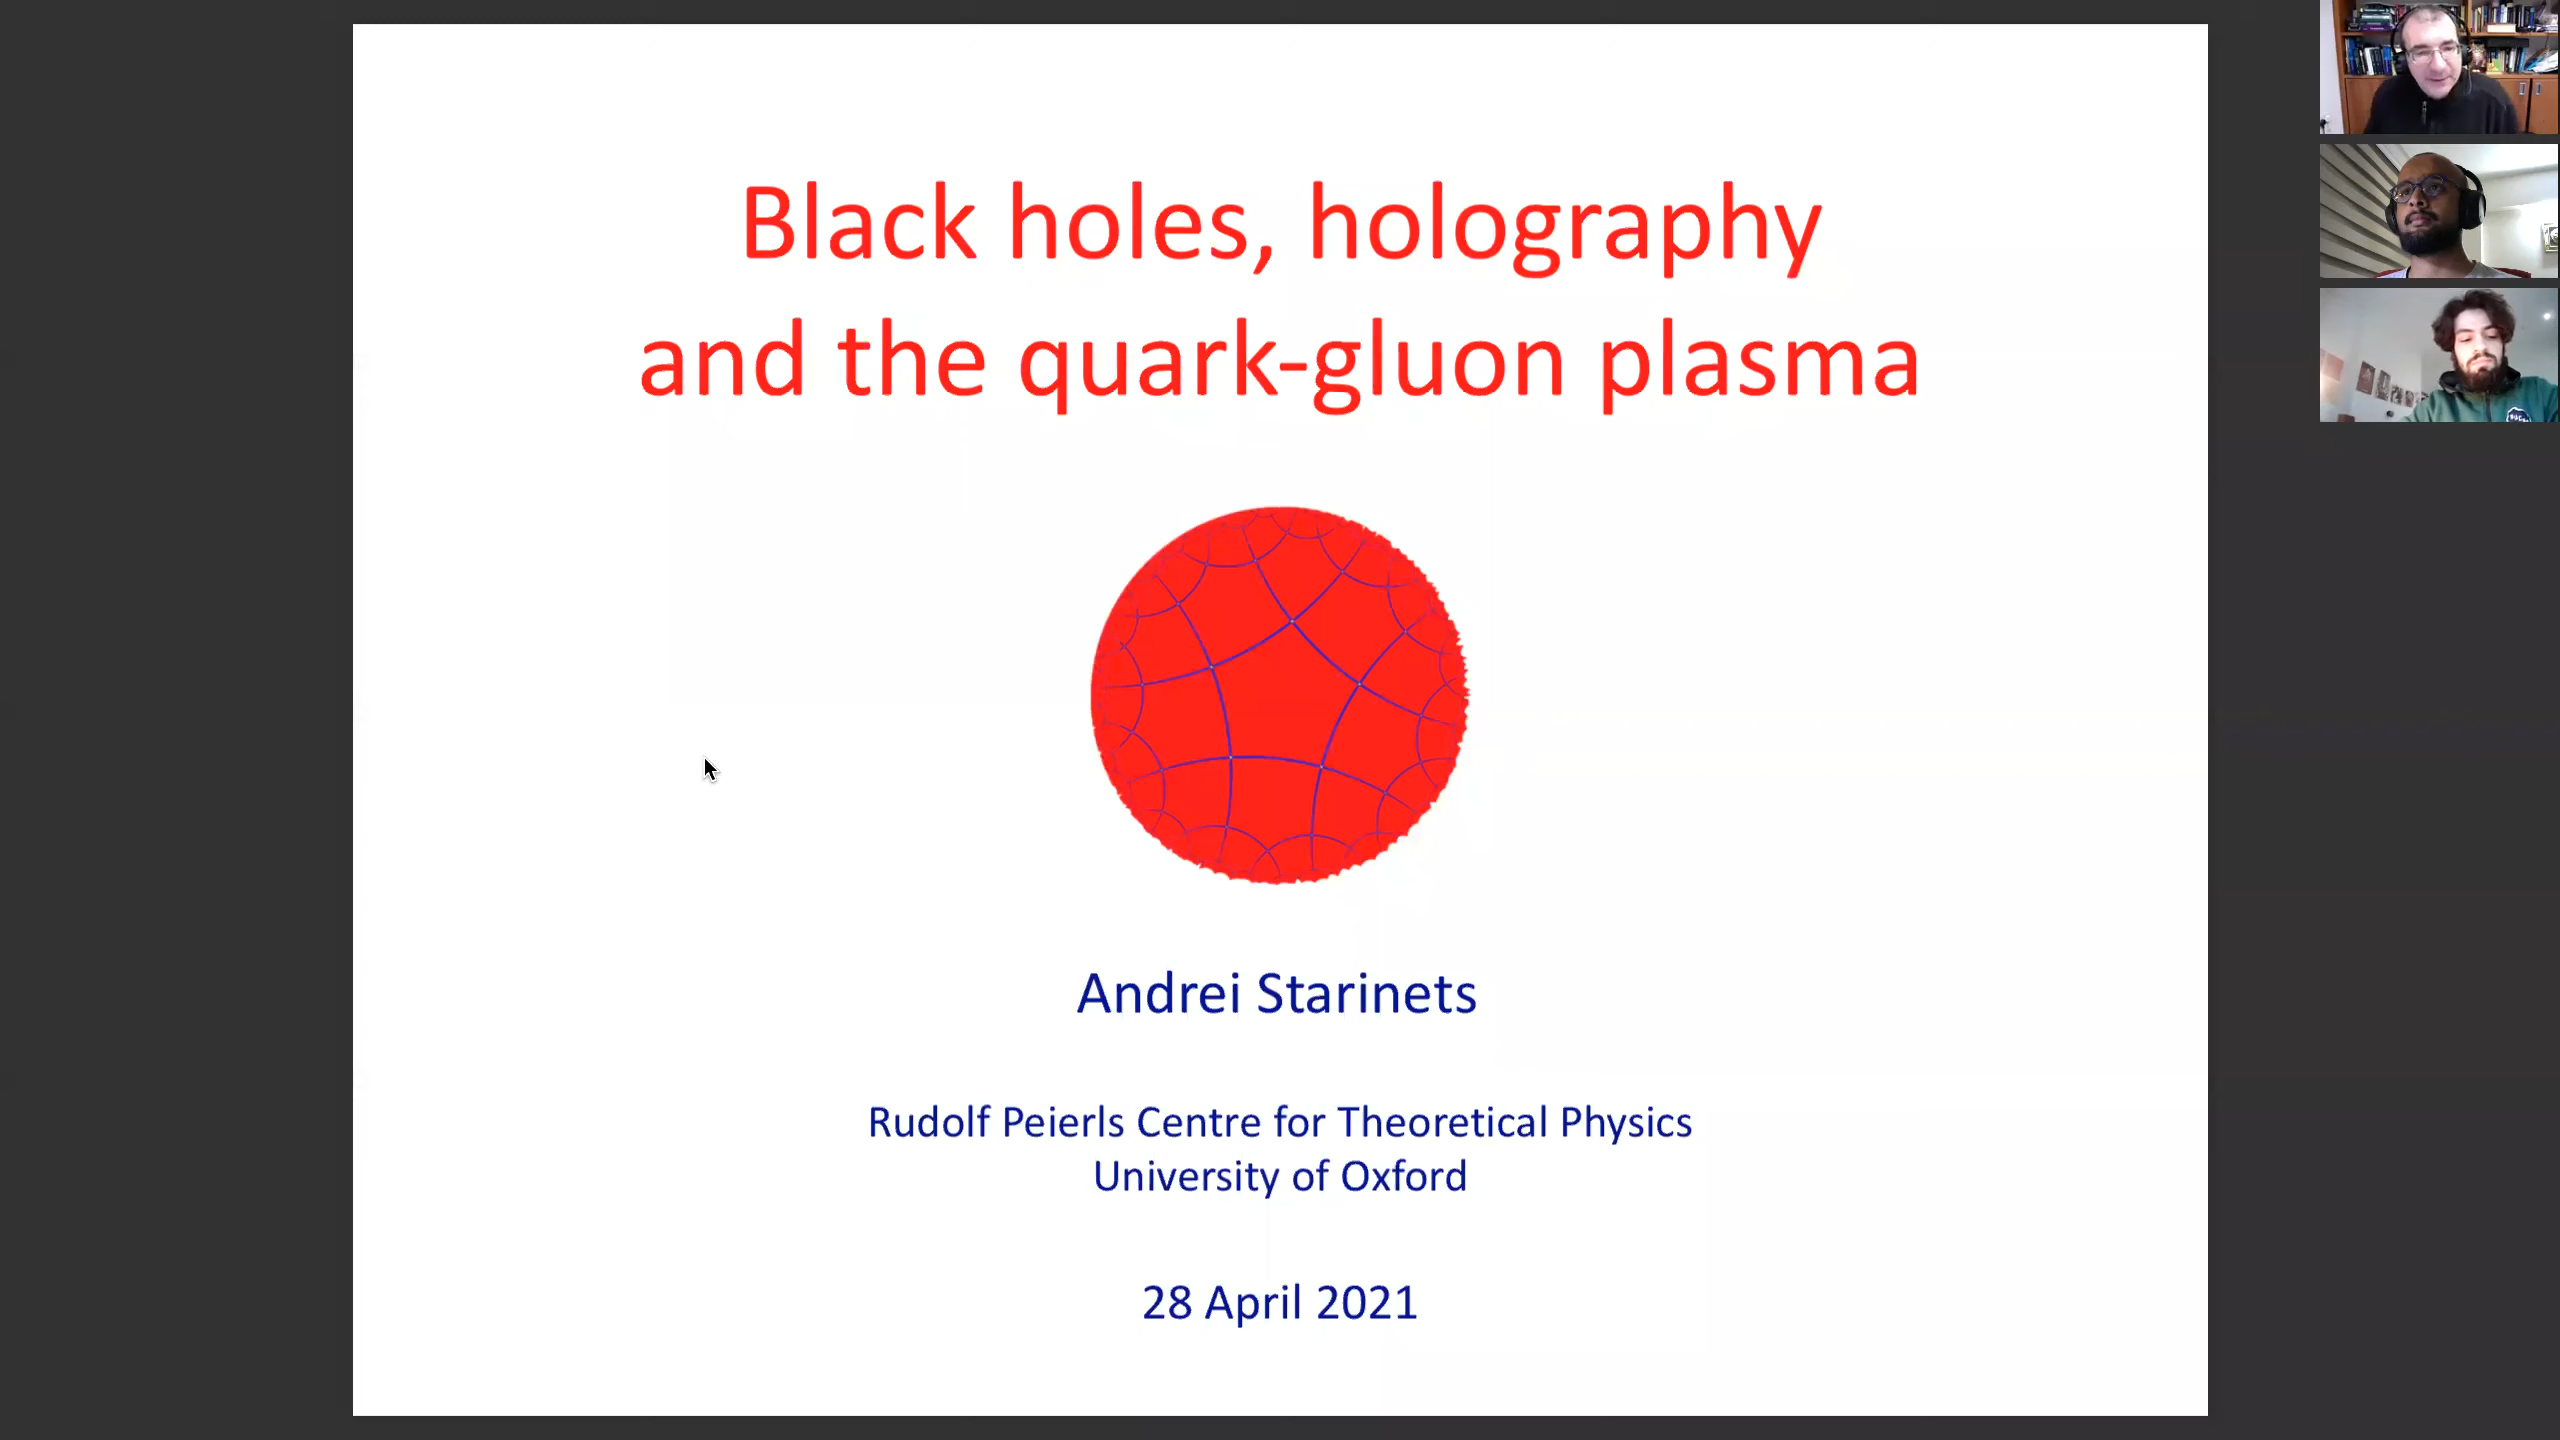 Black holes, holography
and the quark-gluon plasma
Andrei Starinets
Rudolf Peierls Centre for Theoretical Physics
University of Oxford
28 April 2021